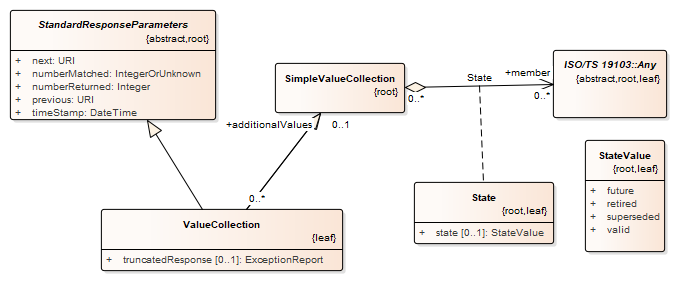 StandardResponseParameters
{abstract,root}
+ next: URI
+ numberMatched: IntegerOrUnknown
+ numberReturned: Integer
+ previous: URI
+ timeStamp: DateTime
SimpleValueCollection
{root}
State
+member
0..*
0..*
ISO/TS 19103::Any
{abstract,root,leaf}
+additionalValues
0..1
0..*
StateValue
{root,leaf}
+ future
+ retired
+ superseded
+ valid
State
{root,leaf}
+ state [0..1]: StateValue
ValueCollection
{leaf}
+ truncatedResponse [0..1]: ExceptionReport